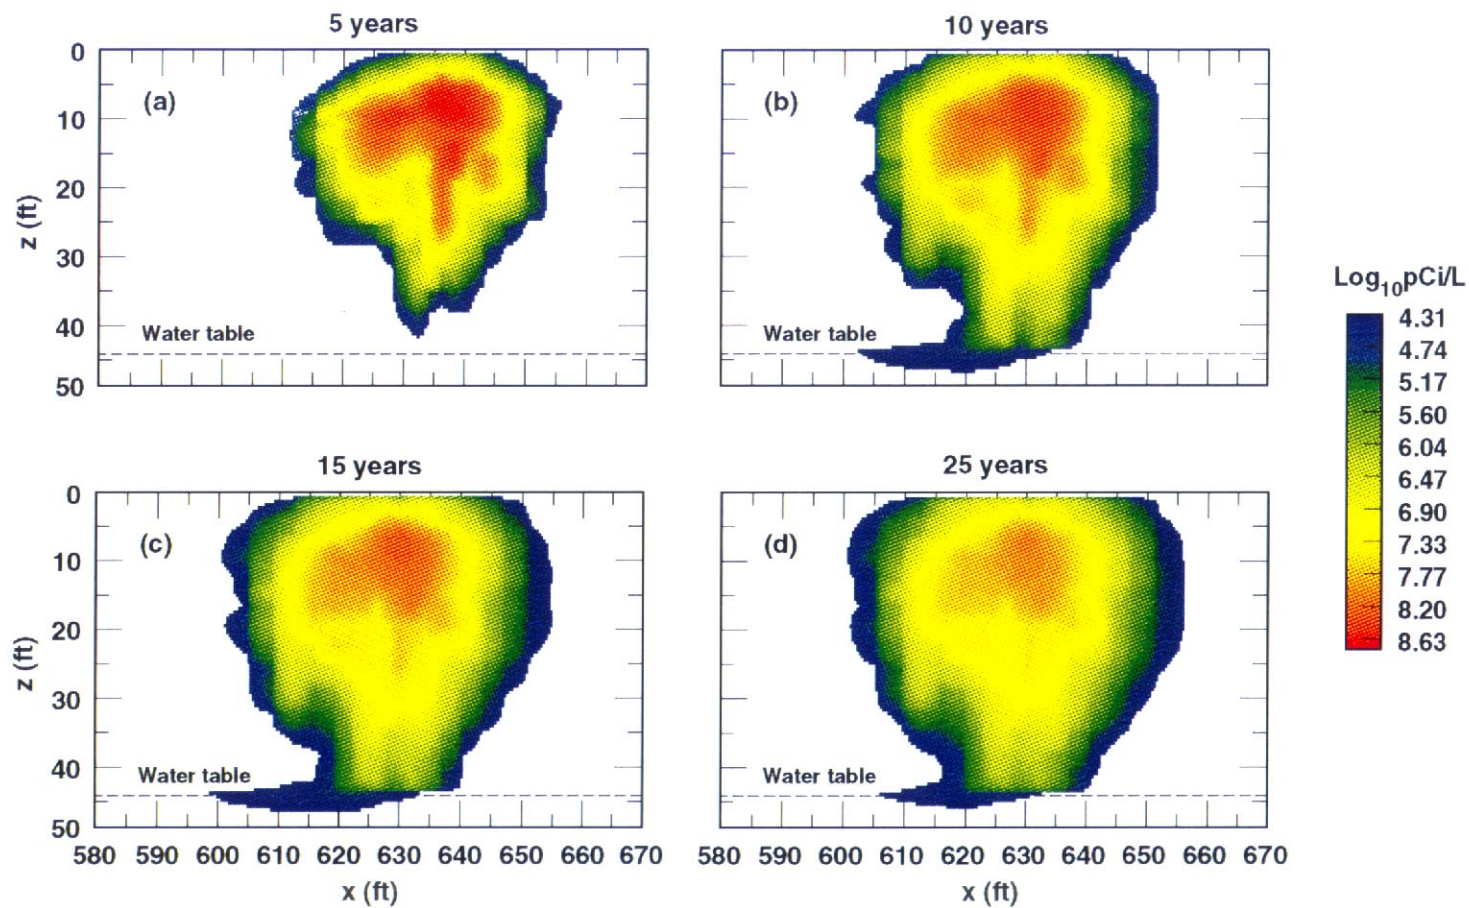 5 years
10 years
0
10
20
30
40
50
z (ft)
(a)
Water table
(b)
Water table
Log10pCi/L
4.31
4.74
5.17
5.60
6.04
6.47
6.90
7.33
7.77
8.20
8.63
15 years
25 years
0
10
20
30
40
50
z (ft)
(c)
Water table
(d)
Water table
580 590 600 610 620 630 640 650 660 670
580 590 600 610 620 630 640 650 660 670
x (ft)
x (ft)